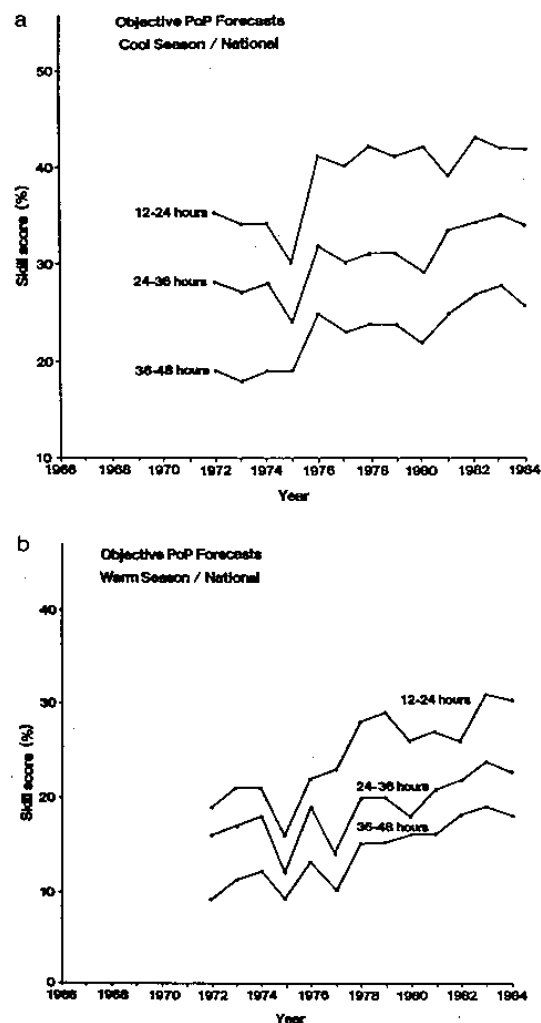 a
Objective PoP Forecasts
Cool Season / National
50
40
30
20
10
Skill score (%)
12-24 hours
24-36 hours
36-48 hours
1966 1968 1970 1972 1974 1976 1978 1980 1982 1984
Year
b
Objective PoP Forecasts
Warm Season / National
40
30
20
10
0
Skill score (%)
12-24 hours
24-36 hours
36-48 hours
1966 1968 1970 1972 1974 1976 1978 1980 1982 1984
Year